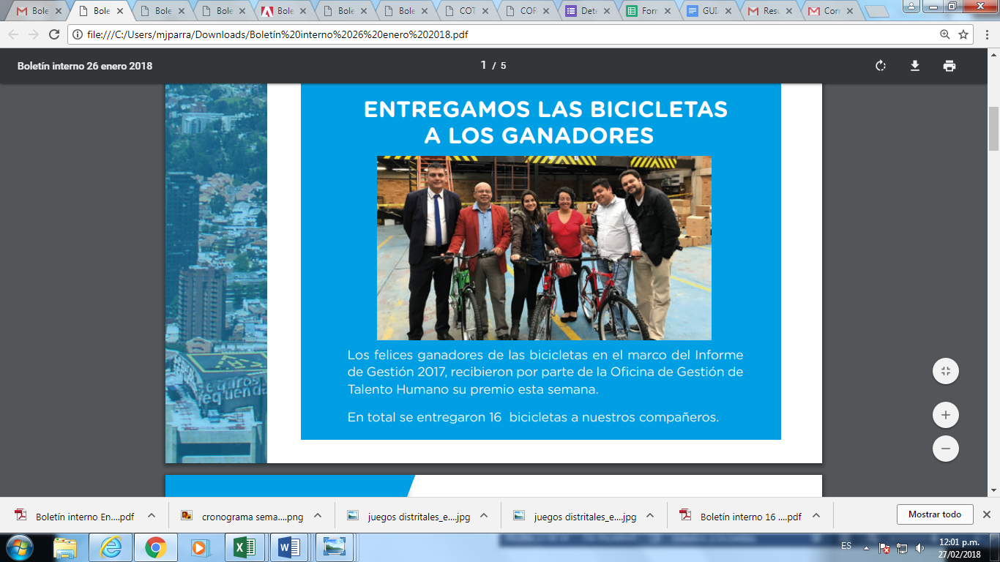 Bole
Bole
Bole
Bole
Bole
Bole
Bole
COT
COR
Dete
Form
GUI
Resu
Corr
file:///C:/Users/mjparra/Downloads/Boletín%20interno%2026%20enero%202018.pdf
Boletín interno 26 enero 2018
1 / 5
ENTREGAMOS LAS BICICLETAS
A LOS GANADORES
Los felices ganadores de las bicicletas en el marco del Informe
de Gestión 2017, recibieron por parte de la Oficina de Gestión de
Talento Humano su premio esta semana.
En total se entregaron 16 bicicletas a nuestros compañeros.
Boletín interno En....pdf
cronograma sema....png
juegos distritales_e....jpg
juegos distritales_e....jpg
Boletín interno 16 ....pdf
Mostrar todo
ES
12:01 p.m.
27/02/2018